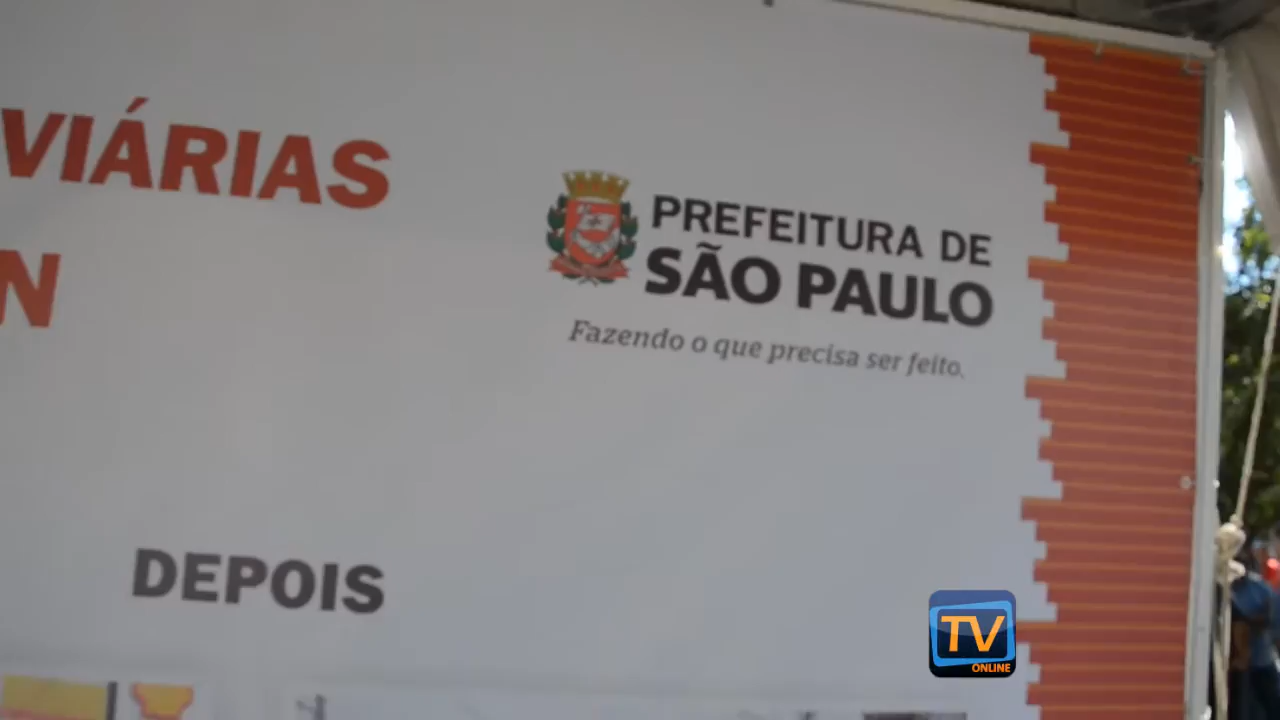 VIÁRIAS
N
PREFEITURA DE
SÃO PAULO
Fazendo o que precisa ser feito.
DEPOIS
TV
ONLINE